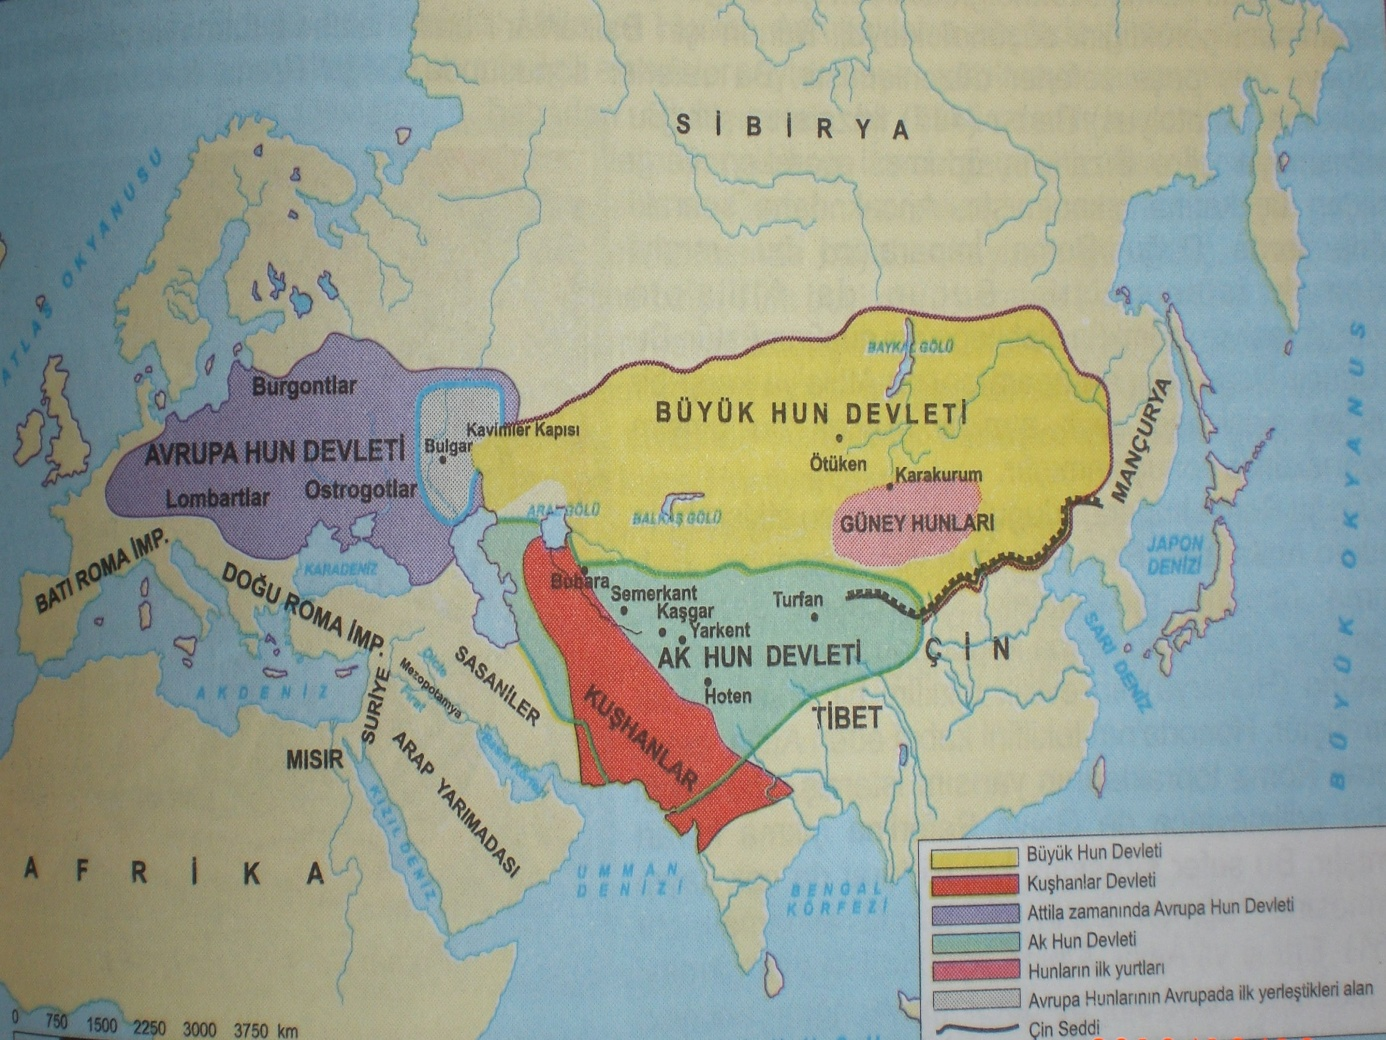 SİBİRYA
ATLAS OKYANUSU
BAYKAL GÖLÜ
Burgontlar
BÜYÜK HUN DEVLETİ
Kavimler Kapısı
AVRUPA HUN DEVLETİ
Bulgar
Ötüken
MANÇURYA
Karakurum
Lombartlar
Ostrogotlar
ARAL GÖLÜ
BALKAŞ GÖLÜ
GÜNEY HUNLARI
BÜYÜK OKYANUS
JAPON
DENİZİ
BATI ROMA İMP.
KARADENİZ
DOĞU ROMA İMP.
Buhara
Semerkant
Kaşgar
Yarkent
Turfan
SARI DENİZ
AK HUN DEVLETİ
ÇİN
Hoten
TİBET
AKDENİZ
SURİYE
Dicle
Mezopotamya
Fırat
SASANİLER
KUŞHANLAR
MISIR
ARAP YARIMADASI
Basra Körfezi
KIZILDENİZ
AFRİKA
UMMAN
DENİZİ
BENGAL
KÖRFEZİ
Büyük Hun Devleti
Kuşhanlar Devleti
Attila zamanında Avrupa Hun Devleti
Ak Hun Devleti
Hunların ilk yurtları
Avrupa Hunlarının Avrupada ilk yerleştikleri alan
Çin Seddi
0 750 1500 2250 3000 3750 km